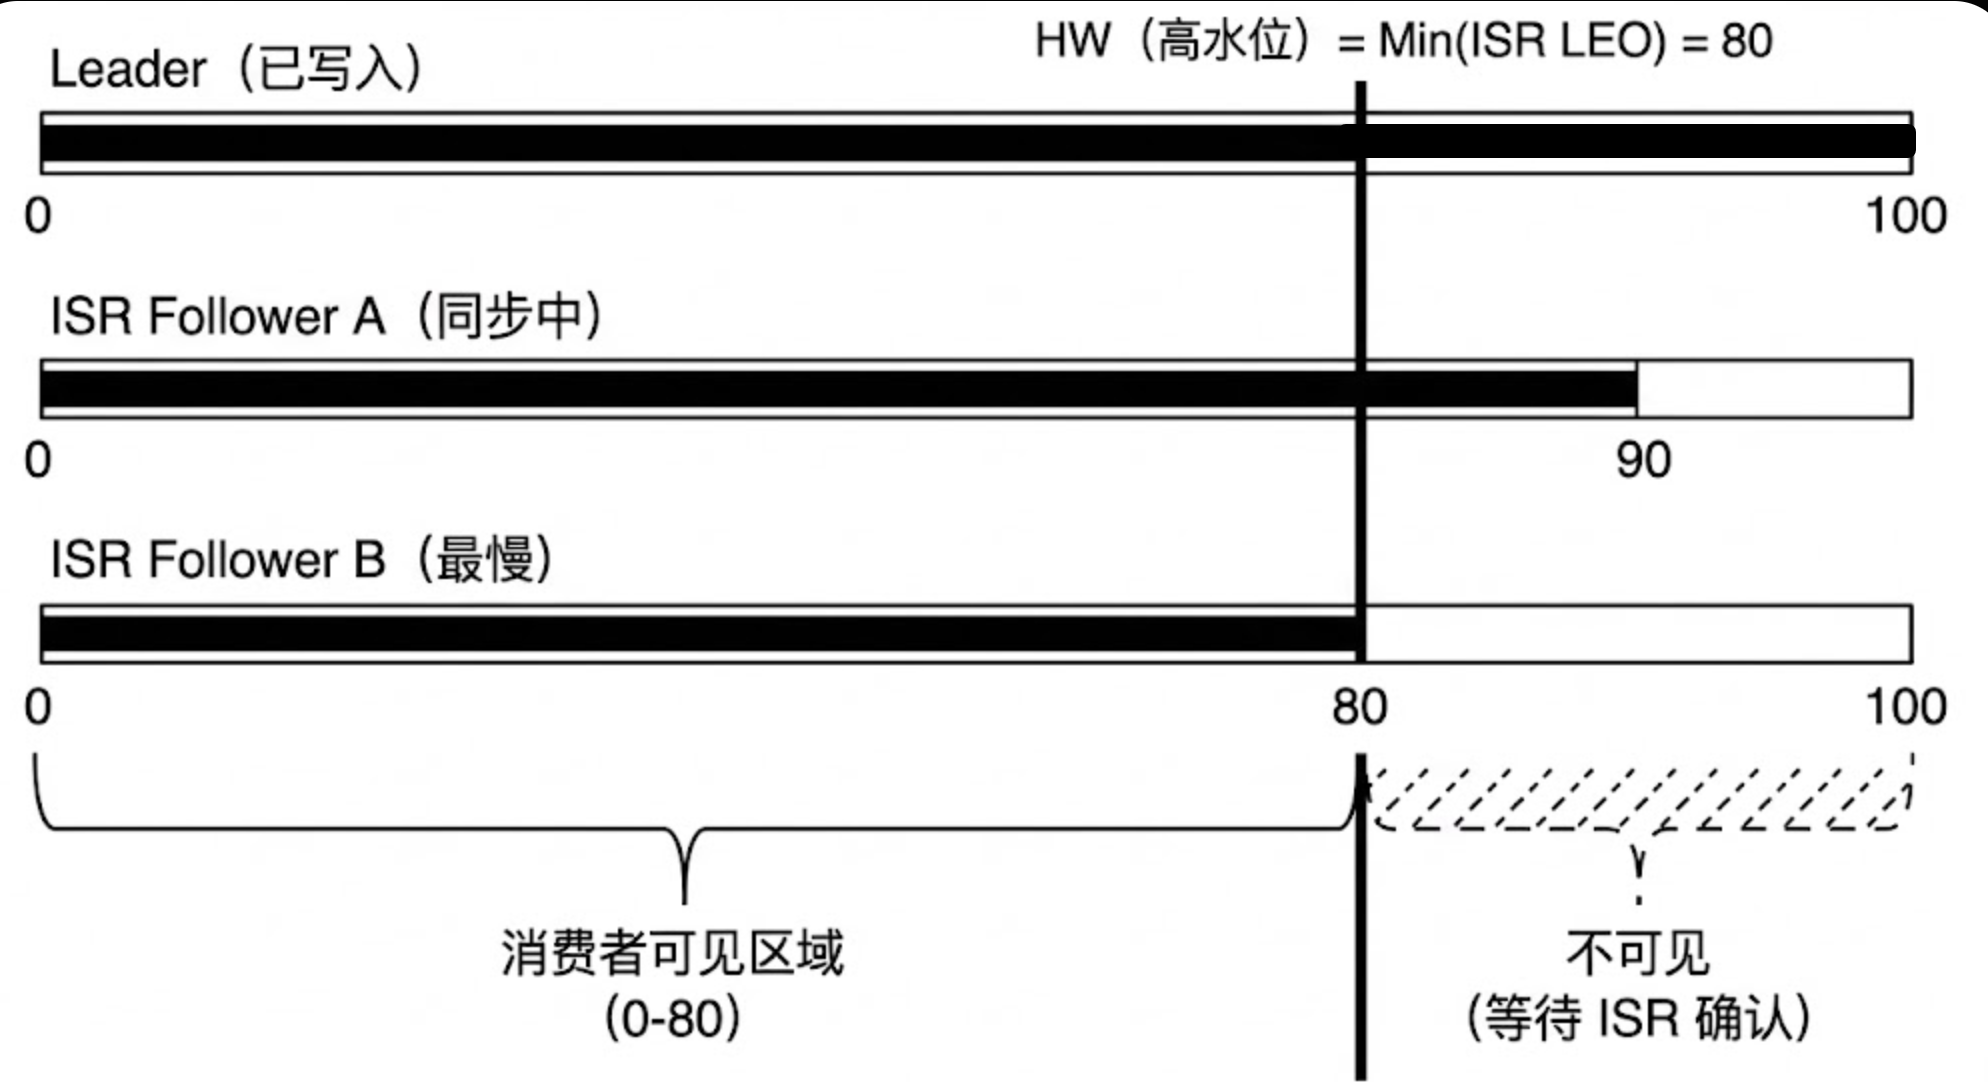 HW（高水位）= Min(ISR LEO) = 80
Leader（已写入）
0
100
ISR Follower A（同步中）
0
90
ISR Follower B（最慢）
0
80
100
消费者可见区域
(0-80)
不可见
（等待 ISR 确认）